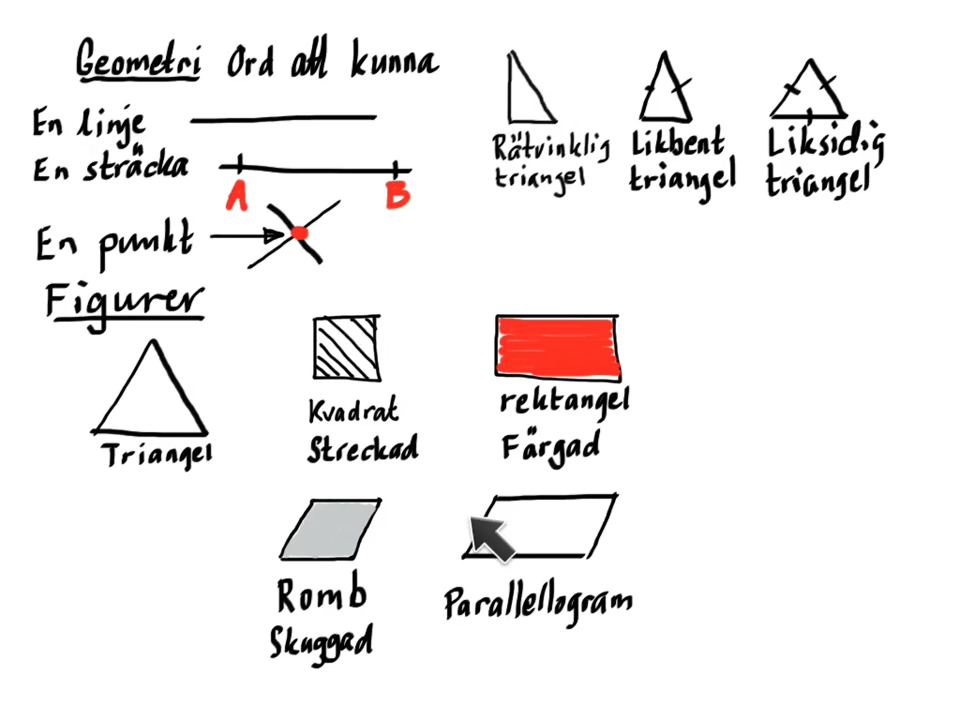 Geometri Ord att kunna
En linje
En sträcka
A B
En punkt
Rätvinklig
triangel
Likbent
triangel
Liksidig
triangel
Figurer
Triangel
Kvadrat
Streckad
rektangel
Färgad
Romb
Skuggad
Parallellogram